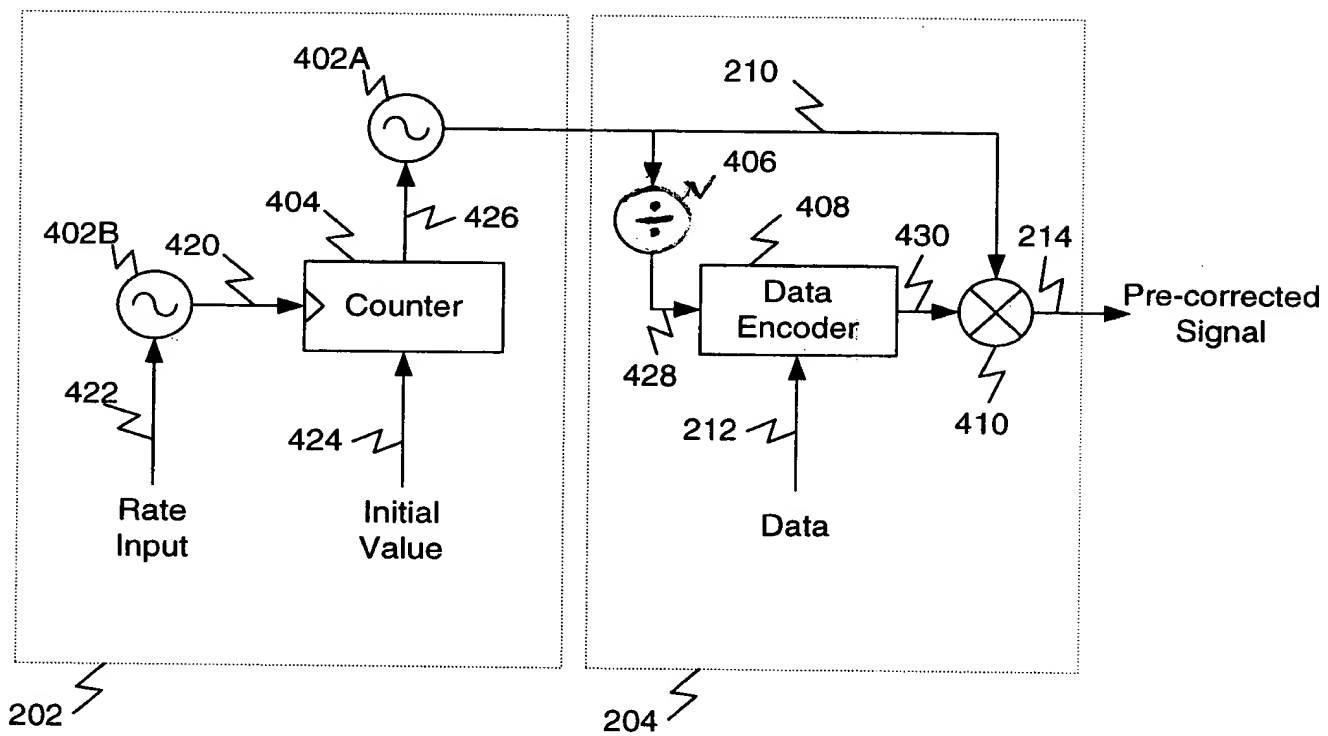 402A
210
406
404
426
408
402B
420
430
214
Counter
Data
Encoder
Pre-corrected
Signal
422
428
424
212
410
Rate
Input
Initial
Value
Data
202
204